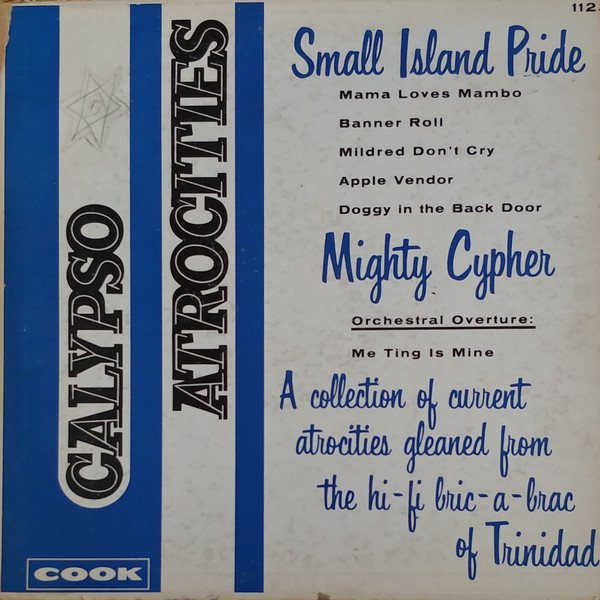 112
Small Island Pride
Mama Loves Mambo
Banner Roll
Mildred Don't Cry
Apple Vendor
Doggy in the Back Door
Mighty Cypher
Orchestral Overture:
Me Ting Is Mine
A collection of current
atrocities gleaned from
the hi-fi bric-a-brac
of Trinidad
CALYPSO
ATROCITIES
COOK